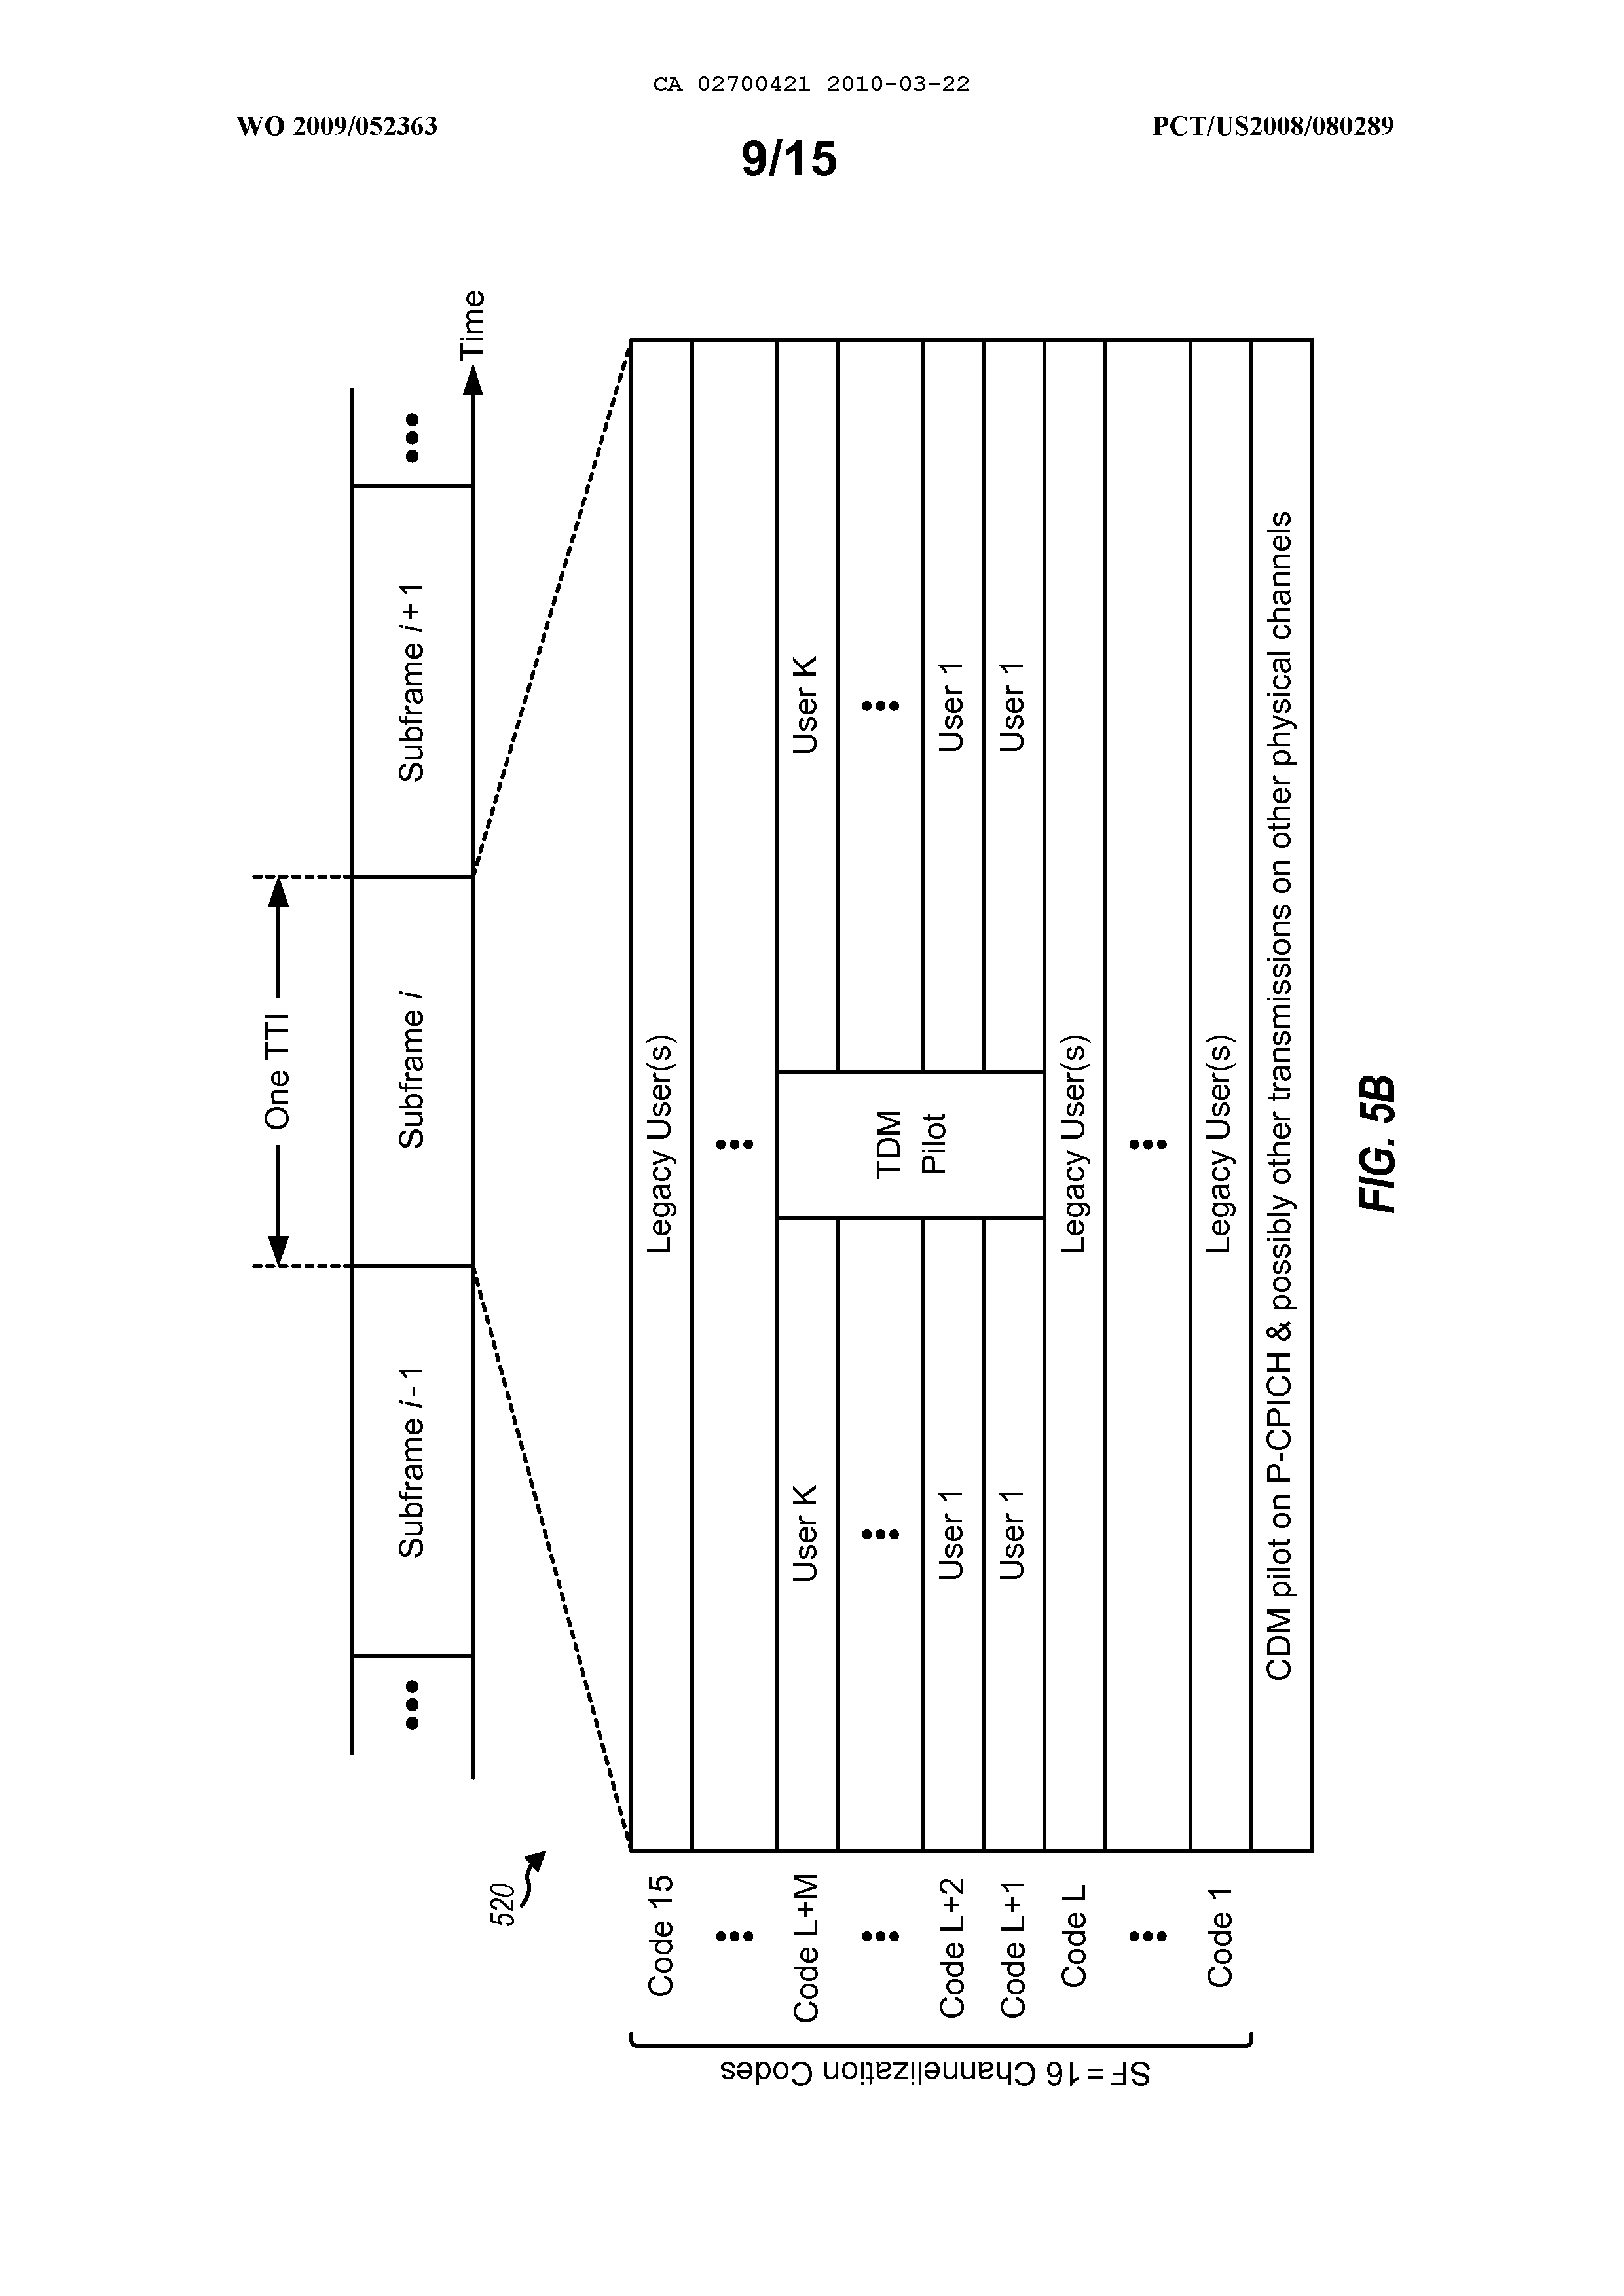 CA 02700421 2010-03-22
WO 2009/052363
PCT/US2008/080289
9/15
One TTI
Subframe i - 1
Subframe i
Subframe i + 1
Time
520
SF = 16 Channelization Codes
Code 15
Legacy User(s)
Code L+M
User K
User K
TDM
Pilot
Code L+2
User 1
User 1
Code L+1
User 1
User 1
Code L
Legacy User(s)
Code 1
Legacy User(s)
CDM pilot on P-CPICH & possibly other transmissions on other physical channels
FIG. 5B